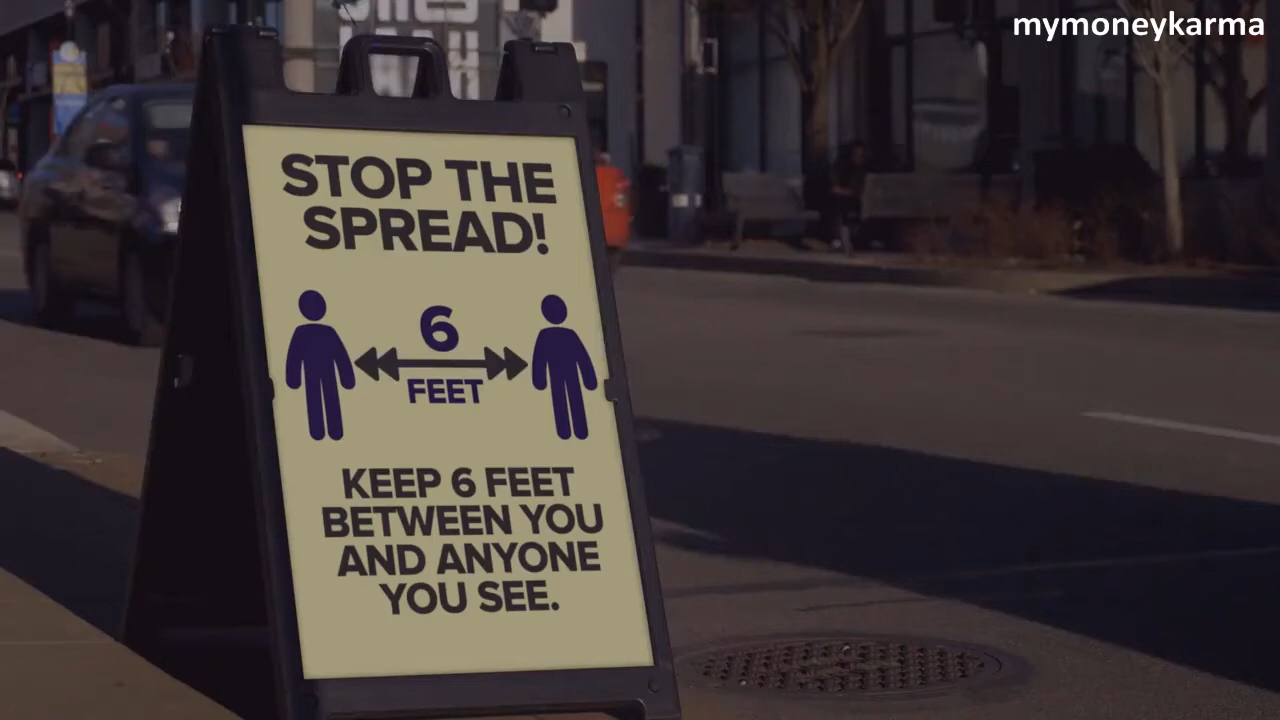 mymoneykarma
STOP THE
SPREAD!
6
FEET
KEEP 6 FEET
BETWEEN YOU
AND ANYONE
YOU SEE.